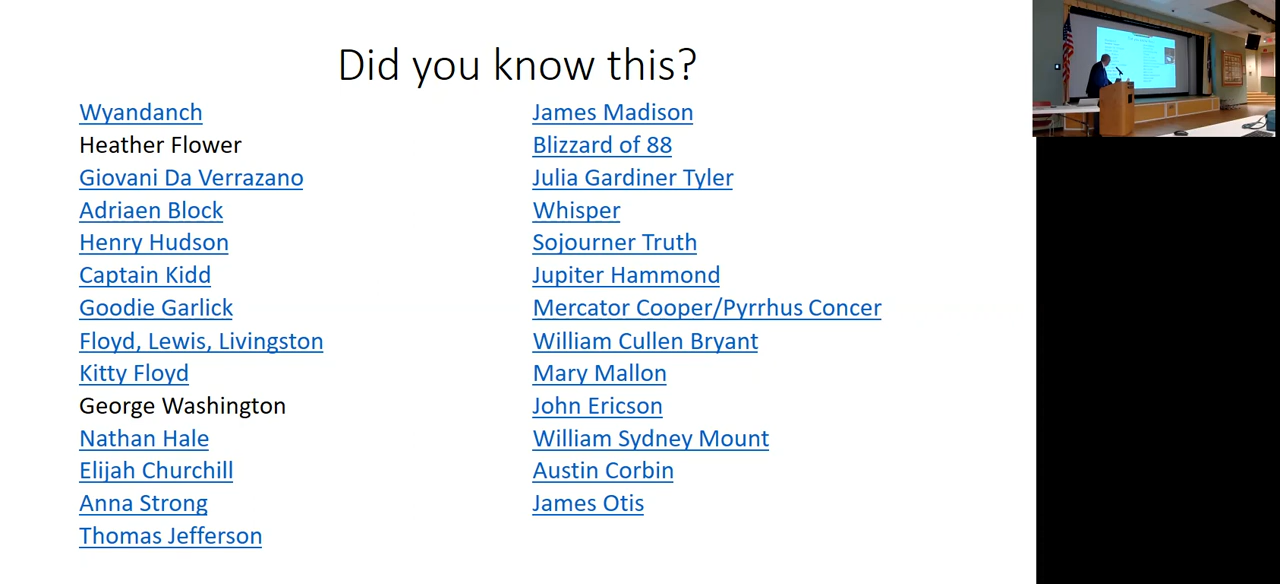 Did you know this?
Wyandanch
Heather Flower
Giovani Da Verrazano
Adriaen Block
Henry Hudson
Captain Kidd
Goodie Garlick
Floyd, Lewis, Livingston
Kitty Floyd
George Washington
Nathan Hale
Elijah Churchill
Anna Strong
Thomas Jefferson
James Madison
Blizzard of 88
Julia Gardiner Tyler
Whisper
Sojourner Truth
Jupiter Hammond
Mercator Cooper/Pyrrhus Concer
William Cullen Bryant
Mary Mallon
John Ericson
William Sydney Mount
Austin Corbin
James Otis